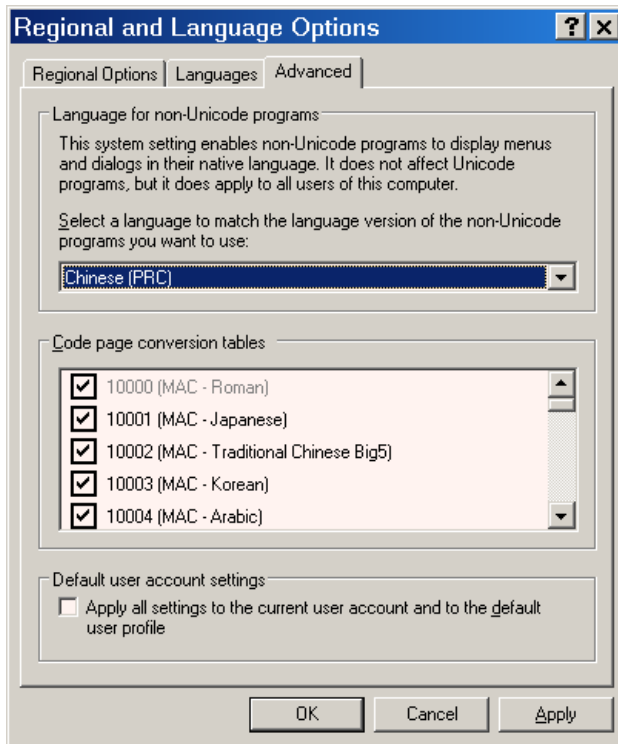 Regional and Language Options
Regional Options
Languages
Advanced
Language for non-Unicode programs
This system setting enables non-Unicode programs to display menus
and dialogs in their native language. It does not affect Unicode
programs, but it does apply to all users of this computer.
Select a language to match the language version of the non-Unicode
programs you want to use:
Chinese (PRC)
Code page conversion tables
10000 (MAC - Roman)
10001 (MAC - Japanese)
10002 (MAC - Traditional Chinese Big5)
10003 (MAC - Korean)
10004 (MAC - Arabic)
Default user account settings
Apply all settings to the current user account and to the default
user profile
OK
Cancel
Apply